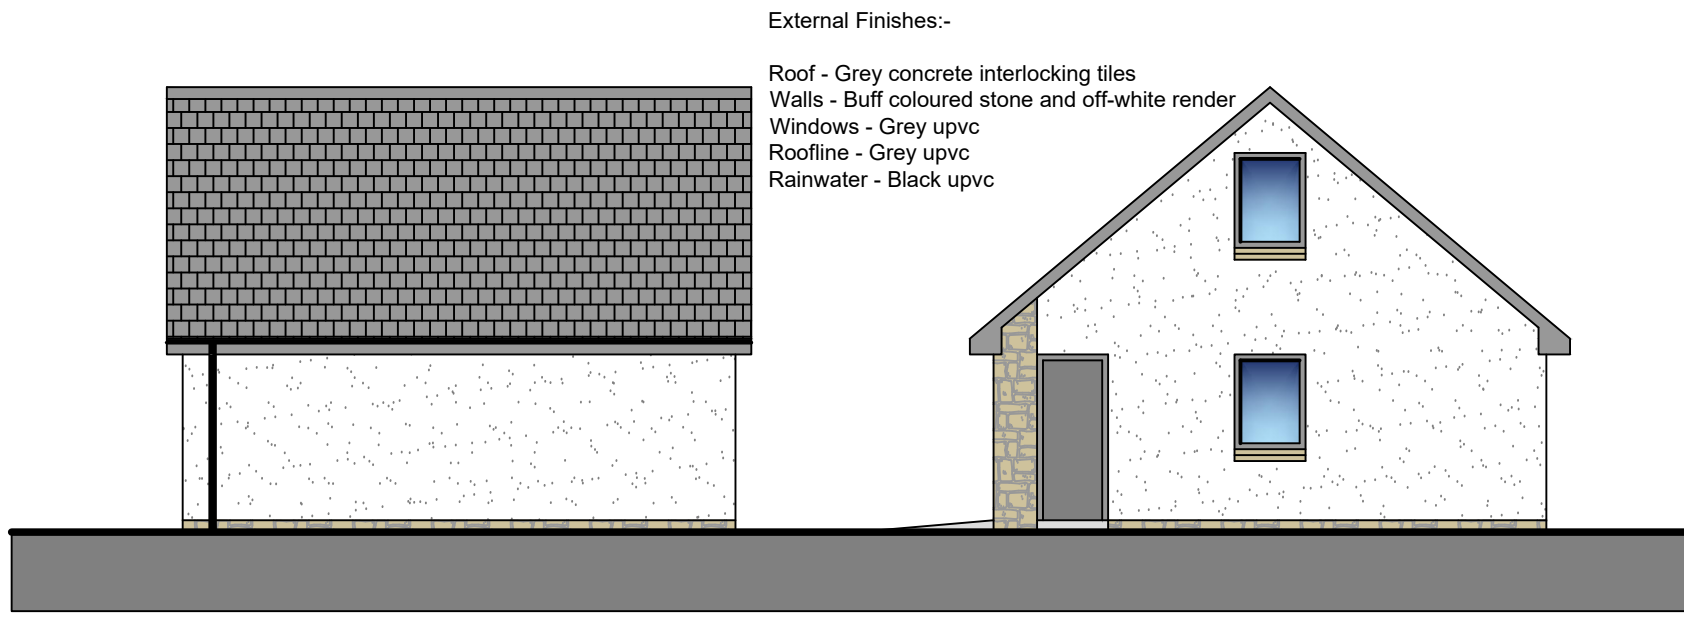 External Finishes:-
Roof - Grey concrete interlocking tiles
Walls - Buff coloured stone and off-white render
Windows - Grey upvc
Roofline - Grey upvc
Rainwater - Black upvc